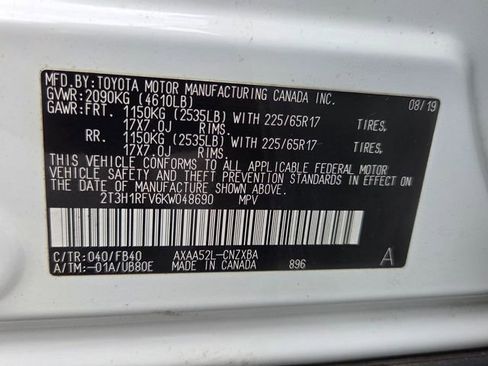 MFD.BY:TOYOTA MOTOR MANUFACTURING CANADA INC.
GVWR:2090KG (4610LB) 08/19
GAWR:FRT. 1150KG (2535LB) WITH 225/65R17 TIRES,
17X7.0J RIMS.
RR. 1150KG (2535LB) WITH 225/65R17 TIRES,
17X7.0J RIMS.
THIS VEHICLE CONFORMS TO ALL APPLICABLE FEDERAL MOTOR
VEHICLE SAFETY AND THEFT PREVENTION STANDARDS IN EFFECT
ON THE DATE OF MANUFACTURE SHOWN ABOVE.
2T3H1RFV6KW048690 MPV
C/TR:040/FB40 AXAA52L-CNZXBA
A/TM:-01A/UB80E MADE IN CANADA 896 A